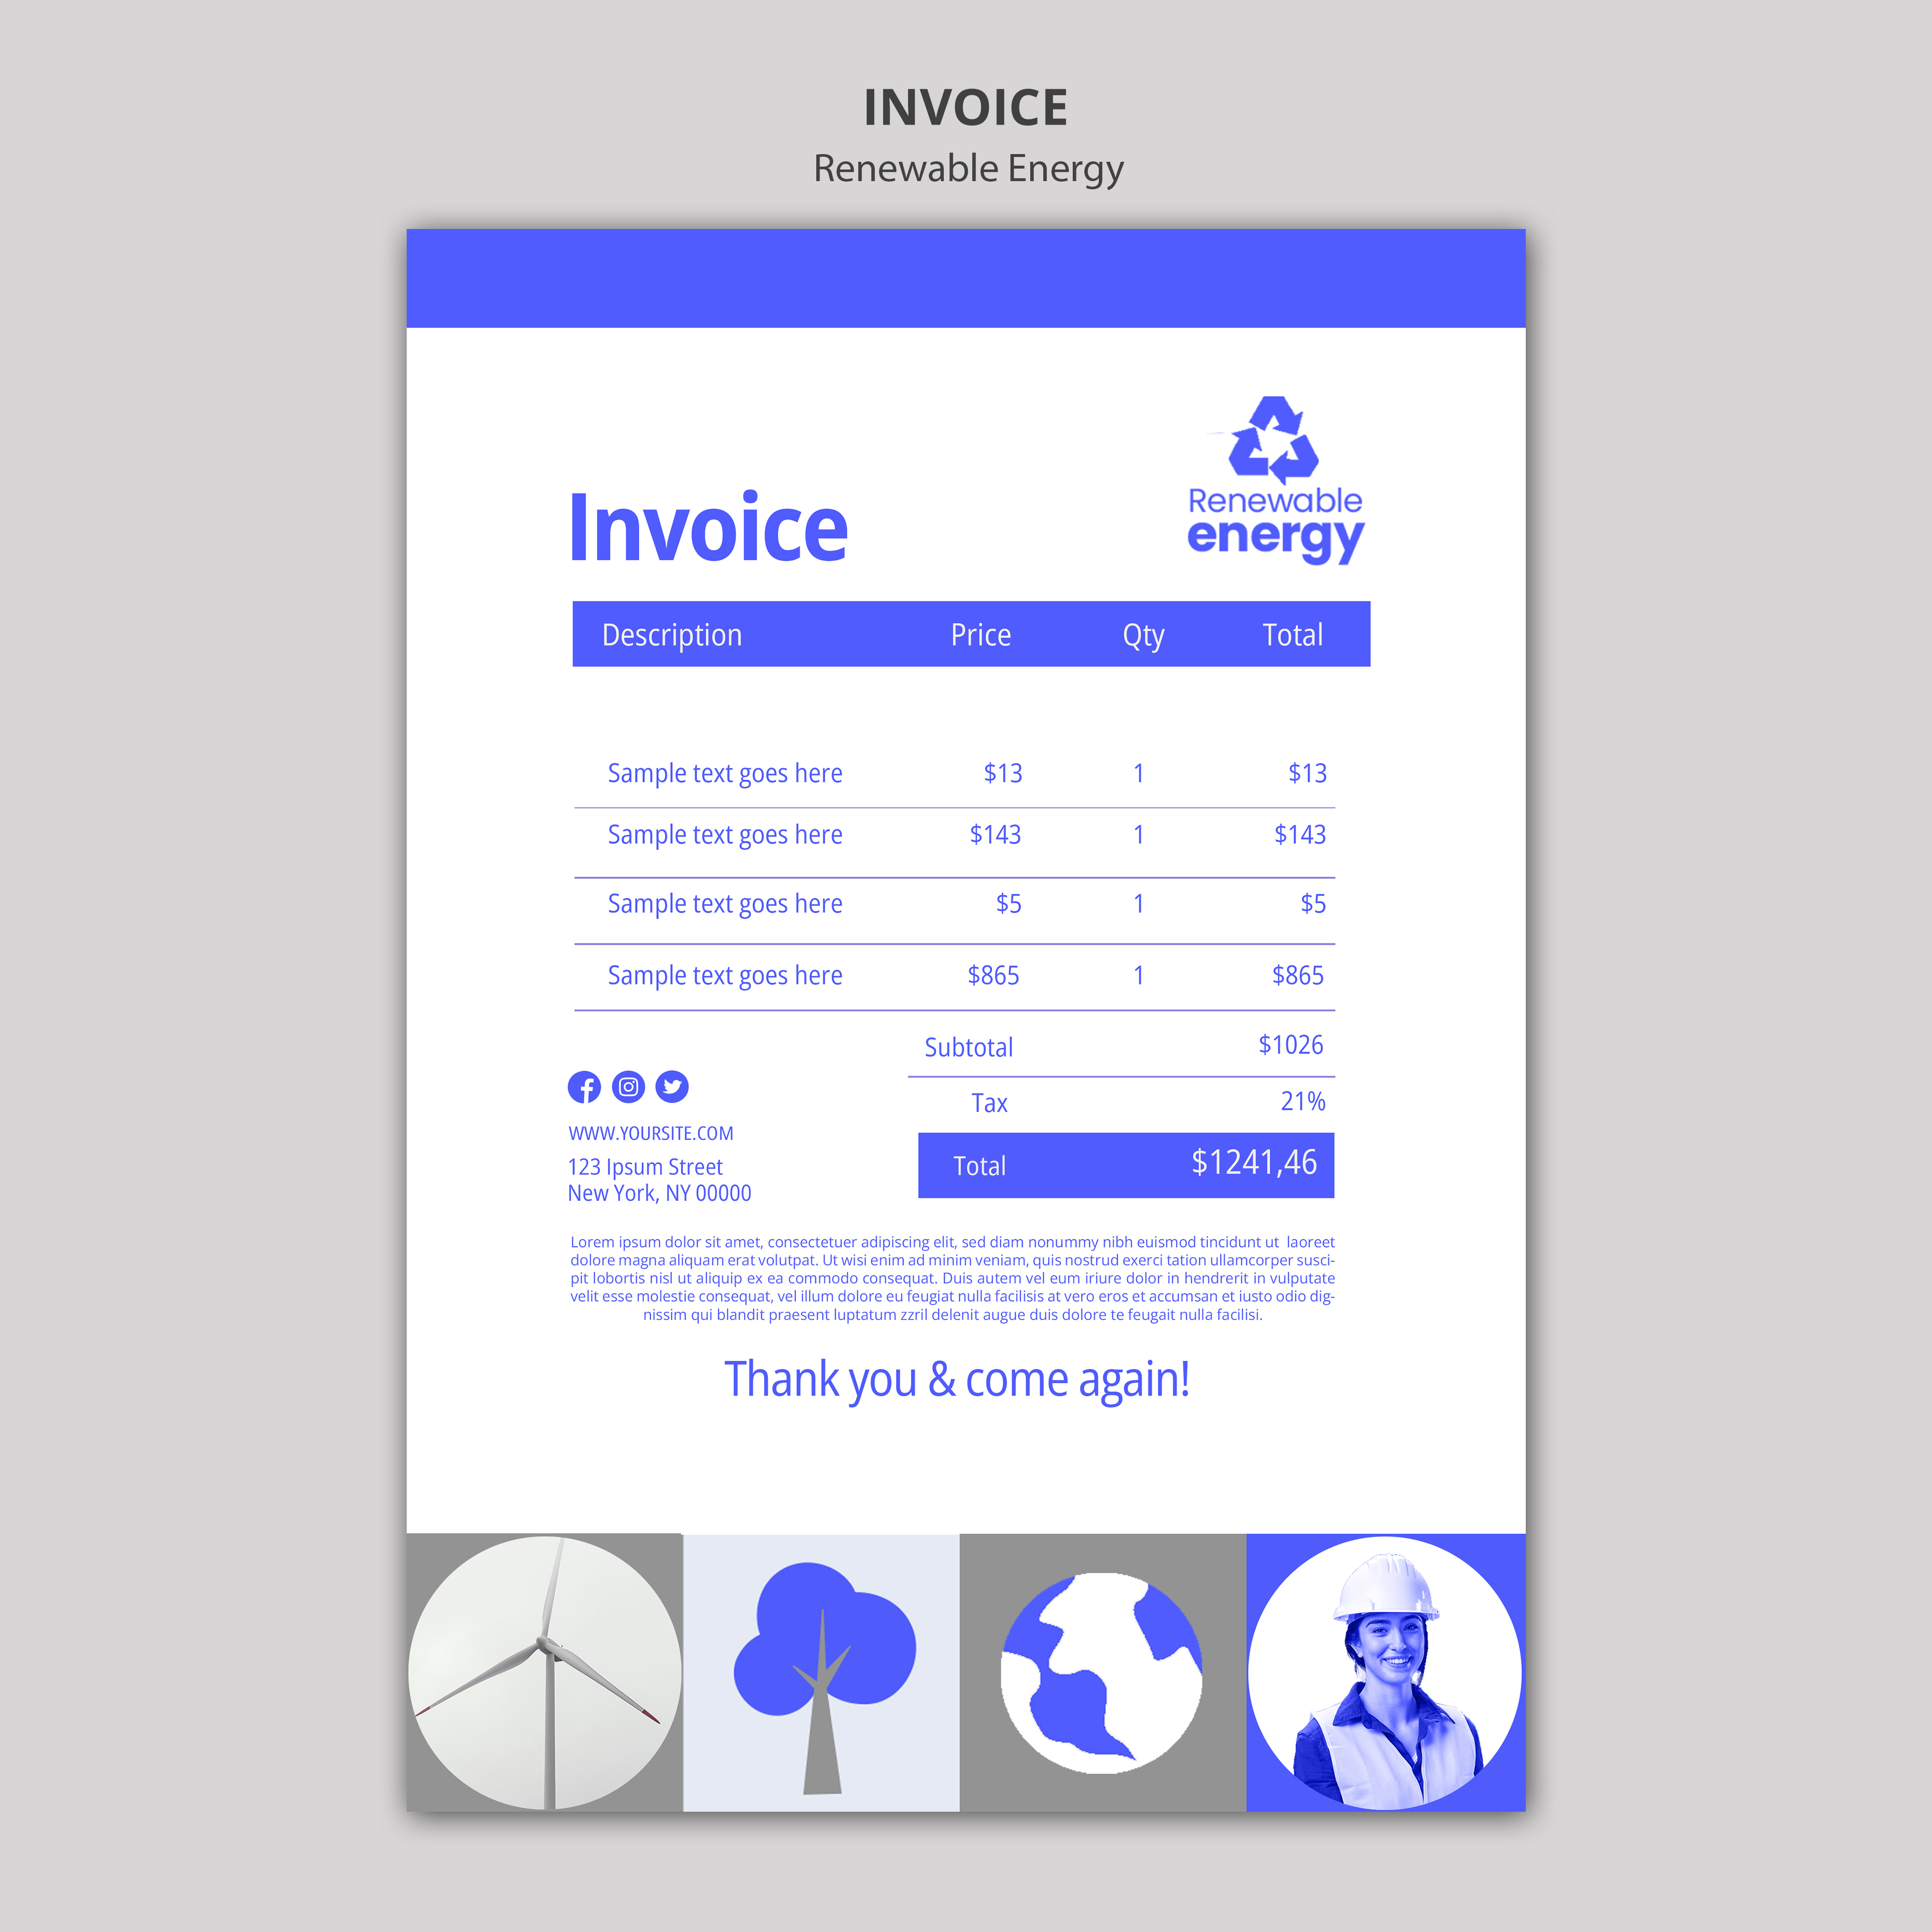 INVOICE
Renewable Energy
Invoice
Renewable
energy
Description Price Qty Total
Sample text goes here $13 1 $13
Sample text goes here $143 1 $143
Sample text goes here $5 1 $5
Sample text goes here $865 1 $865
Subtotal $1026
Tax 21%
Total $1241,46
WWW.YOURSITE.COM
123 Ipsum Street
New York, NY 00000
Lorem ipsum dolor sit amet, consectetuer adipiscing elit, sed diam nonummy nibh euismod tincidunt ut laoreet
dolore magna aliquam erat volutpat. Ut wisi enim ad minim veniam, quis nostrud exerci tation ullamcorper susci-
pit lobortis nisl ut aliquip ex ea commodo consequat. Duis autem vel eum iriure dolor in hendrerit in vulputate
velit esse molestie consequat, vel illum dolore eu feugiat nulla facilisis at vero eros et accumsan et iusto odio dig-
nissim qui blandit praesent luptatum zzril delenit augue duis dolore te feugait nulla facilisi.
Thank you & come again!